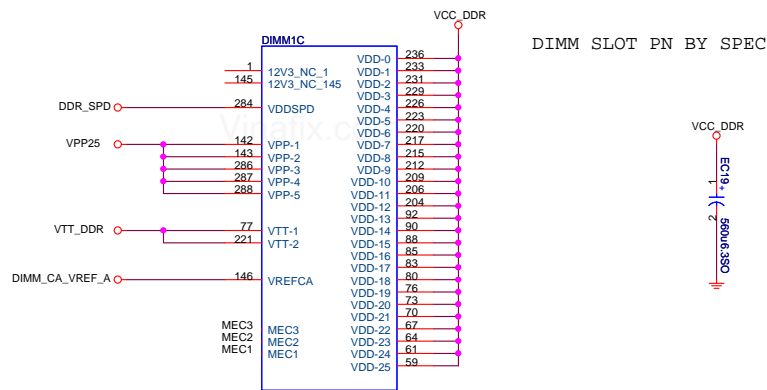 VCC_DDR
DIMM1C
DIMM SLOT PN BY SPEC
VDD-0 236
1 12V3_NC_1 VDD-1 233
145 12V3_NC_145 VDD-2 231
VDD-3 229
DDR_SPD 284 VDDSPD VDD-4 226
VDD-5 223
Vinafix.co
VDD-6 220
VPP25 142 VPP-1 VDD-7 217
143 VPP-2 VDD-8 215
286 VPP-3 VDD-9 212
287 VPP-4 VDD-10 209
288 VPP-5 VDD-11 206
VDD-12 204
VDD-13 92
VTT_DDR 77 VTT-1 VDD-14 90
221 VTT-2 VDD-15 88
VDD-16 85
VDD-17 83
DIMM_CA_VREF_A 146 VREFCA VDD-18 80
VDD-19 76
VDD-20 73
VDD-21 70
MEC3 MEC3 VDD-22 67
MEC2 MEC2 VDD-23 64
MEC1 MEC1 VDD-24 61
VDD-25 59
VCC_DDR
EC19
+
1
2
560u6.3SO